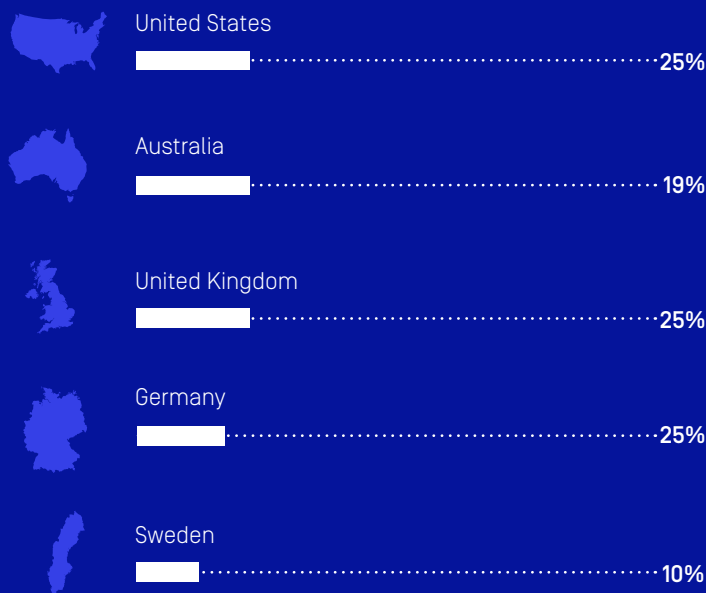 United States
25%
Australia
19%
United Kingdom
25%
Germany
25%
Sweden
10%